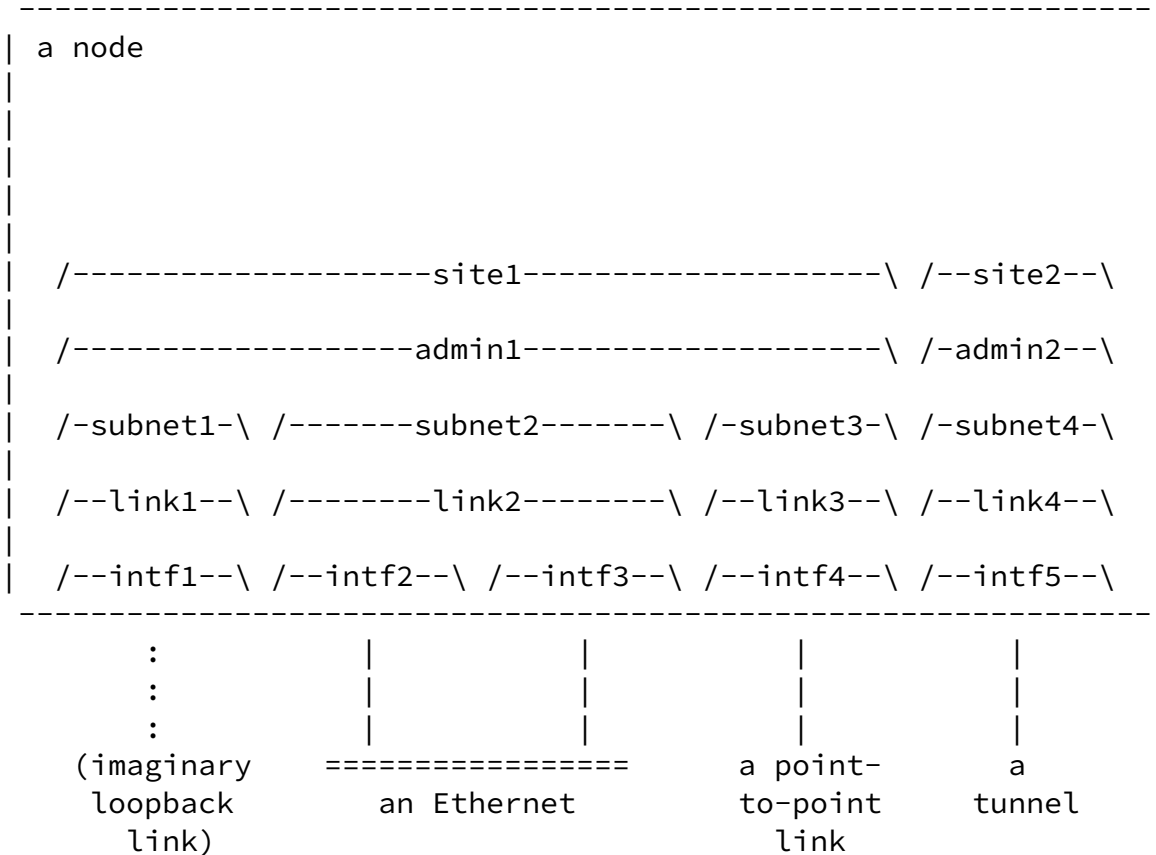 a node
/--------------------site1--------------------\ /--site2--\
/-------------------admin1--------------------\ /-admin2--\
/-subnet1-\ /-------subnet2-------\ /-subnet3-\ /-subnet4-\
/--link1--\ /--------link2--------\ /--link3--\ /--link4--\
/--intf1--\ /--intf2--\ /--intf3--\ /--intf4--\ /--intf5--\
(imaginary ================= a point- a
loopback an Ethernet to-point tunnel
link) link